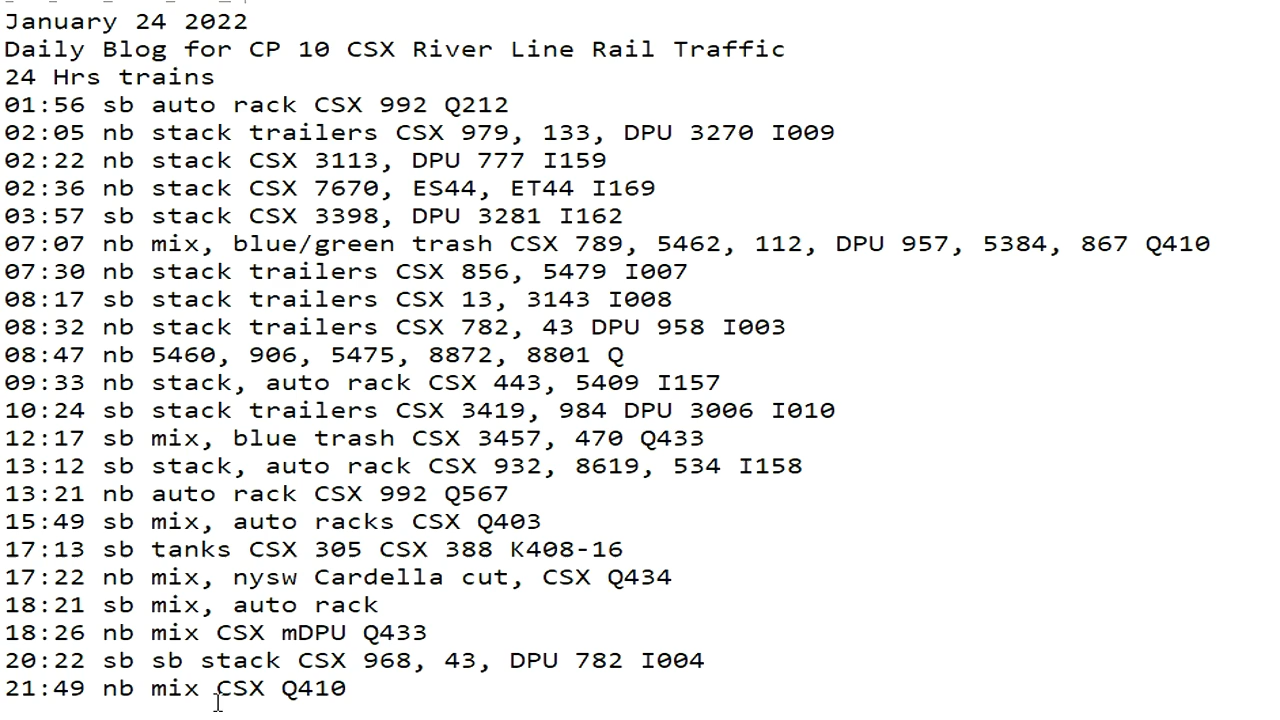 January 24 2022
Daily Blog for CP 10 CSX River Line Rail Traffic
24 Hrs trains
01:56 sb auto rack CSX 992 Q212
02:05 nb stack trailers CSX 979, 133, DPU 3270 I009
02:22 nb stack CSX 3113, DPU 777 I159
02:36 nb stack CSX 7670, ES44, ET44 I169
03:57 sb stack CSX 3398, DPU 3281 I162
07:07 nb mix, blue/green trash CSX 789, 5462, 112, DPU 957, 5384, 867 Q410
07:30 nb stack trailers CSX 856, 5479 I007
08:17 sb stack trailers CSX 13, 3143 I008
08:32 nb stack trailers CSX 782, 43 DPU 958 I003
08:47 nb 5460, 906, 5475, 8872, 8801 Q
09:33 nb stack, auto rack CSX 443, 5409 I157
10:24 sb stack trailers CSX 3419, 984 DPU 3006 I010
12:17 sb mix, blue trash CSX 3457, 470 Q433
13:12 sb stack, auto rack CSX 932, 8619, 534 I158
13:21 nb auto rack CSX 992 Q567
15:49 sb mix, auto racks CSX Q403
17:13 sb tanks CSX 305 CSX 388 K408-16
17:22 nb mix, nysw Cardella cut, CSX Q434
18:21 sb mix, auto rack
18:26 nb mix CSX mDPU Q433
20:22 sb sb stack CSX 968, 43, DPU 782 I004
21:49 nb mix CSX Q410